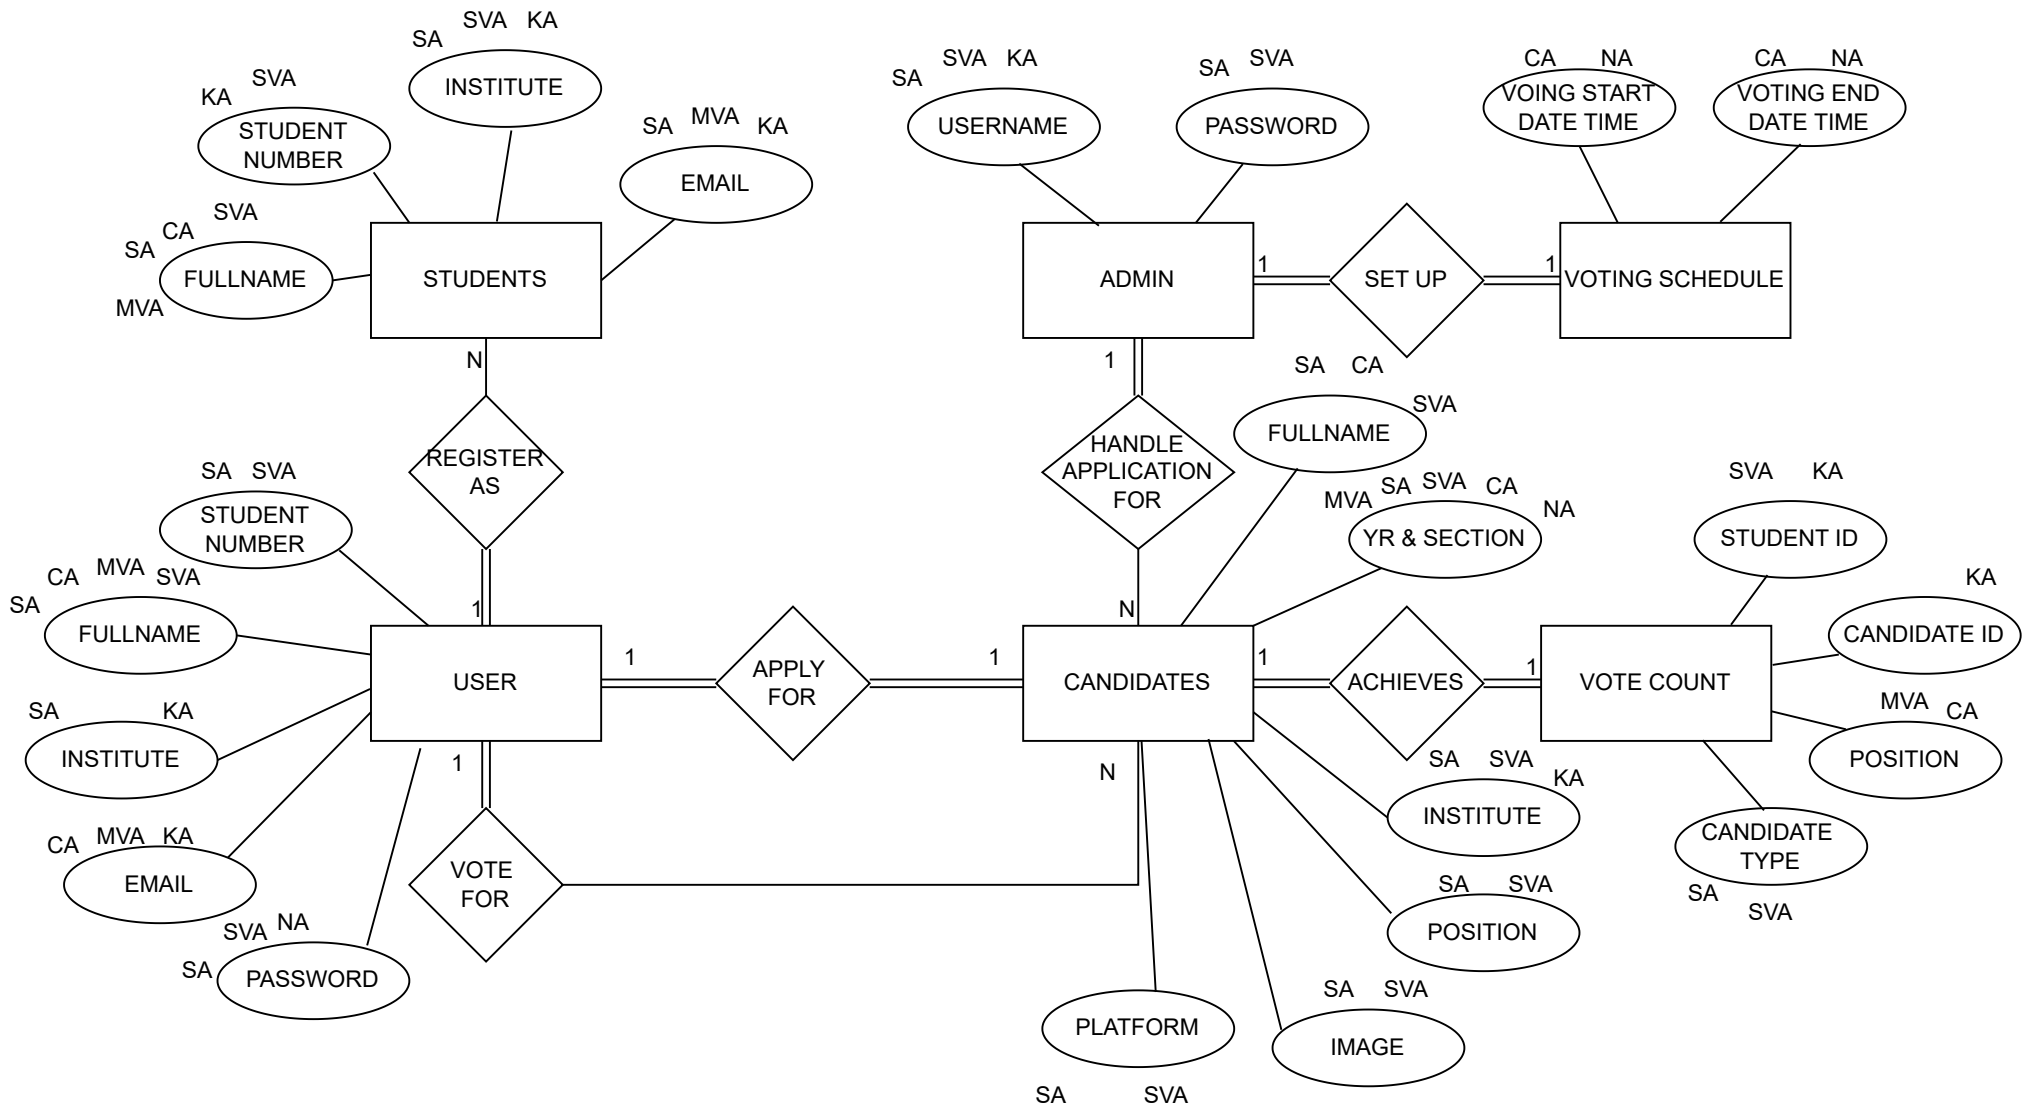 SVA KA
SA
INSTITUTE
SVA
KA
STUDENT
NUMBER
SA MVA KA
EMAIL
SVA
CA
SA
FULLNAME
MVA
STUDENTS
SVA KA
SA
USERNAME
SVA
SA
PASSWORD
CA NA
VOING START
DATE TIME
CA NA
VOTING END
DATE TIME
ADMIN
1
SET UP
1
VOTING SCHEDULE
N
REGISTER
AS
1
1
HANDLE
APPLICATION
FOR
N
SA CA
SVA
FULLNAME
MVA SA SVA CA
NA
YR & SECTION
SVA KA
STUDENT ID
KA
CANDIDATE ID
MVA CA
POSITION
SA SVA
STUDENT
NUMBER
CA MVA SVA
SA
FULLNAME
SA KA
INSTITUTE
CA MVA KA
EMAIL
SVA NA
SA
PASSWORD
USER
1
APPLY
FOR
1
CANDIDATES
1
ACHIEVES
1
VOTE COUNT
1
VOTE
FOR
N
SA SVA
KA
INSTITUTE
SA SVA
POSITION
SA SVA
IMAGE
PLATFORM
SA SVA
CANDIDATE
TYPE
SA
SVA